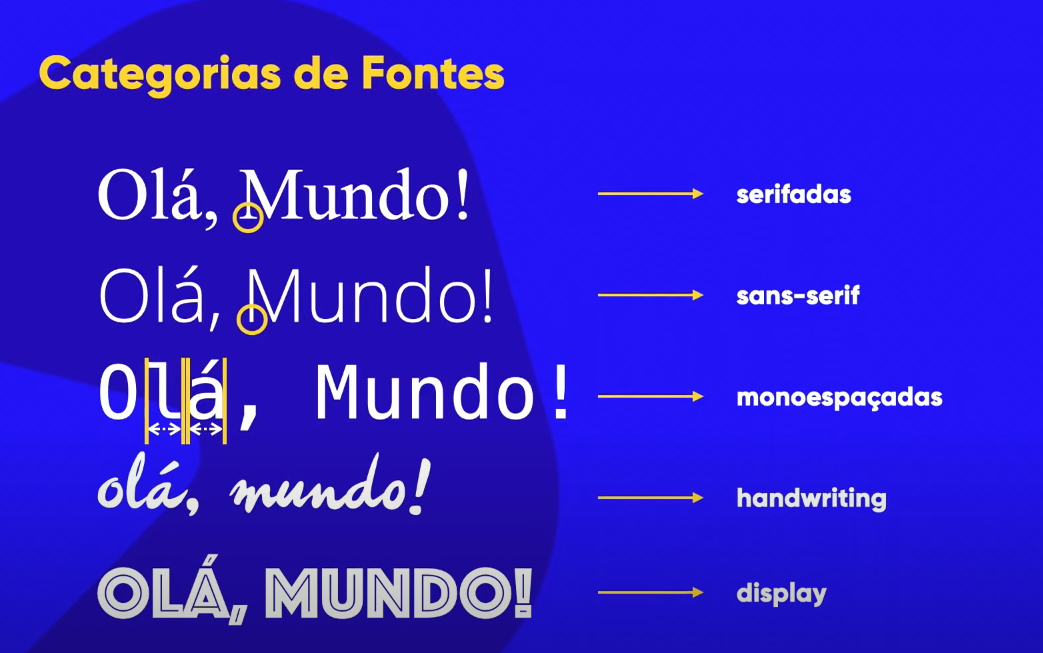 Categorias de Fontes
Olá, Mundo! serifadas
Olá, Mundo! sans-serif
Olá, Mundo! monoespaçadas
olá, mundo! handwriting
OLÁ, MUNDO! display